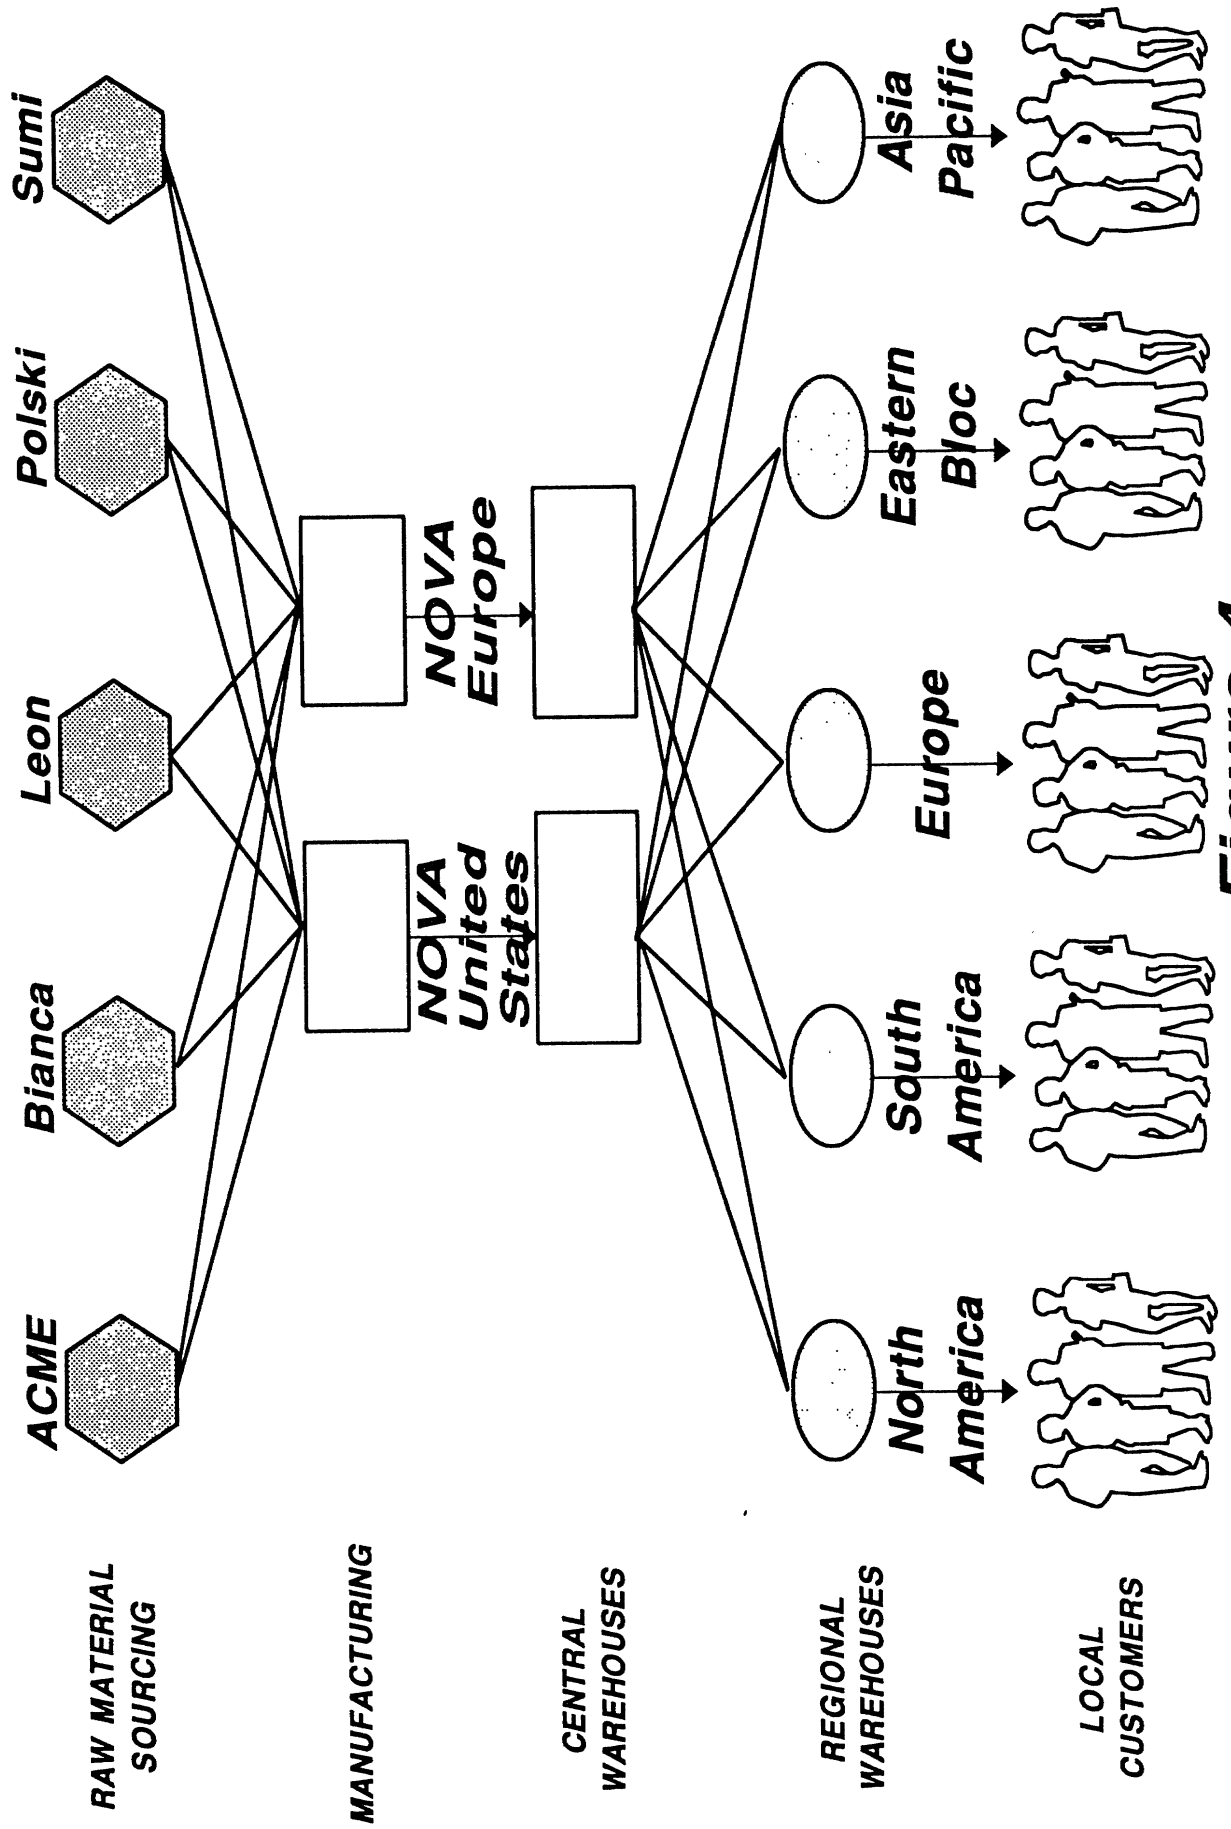 RAW MATERIAL
SOURCING
ACME
Bianca
Leon
Polski
Sumi
MANUFACTURING
NOVA
United
States
NOVA
Europe
CENTRAL
WAREHOUSES
REGIONAL
WAREHOUSES
North
America
South
America
Europe
Eastern
Bloc
Asia
Pacific
LOCAL
CUSTOMERS